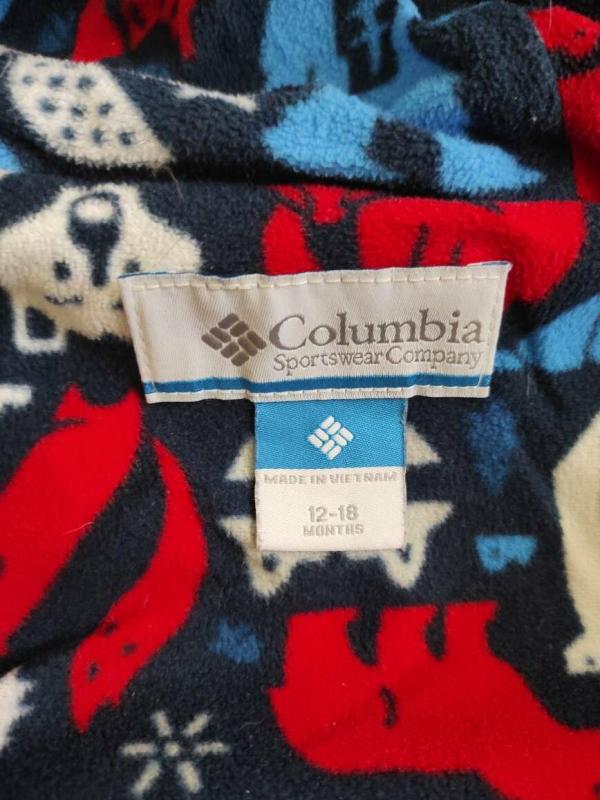 Columbia
Sportswear Company
MADE IN VIETNAM
12-18
MONTHS